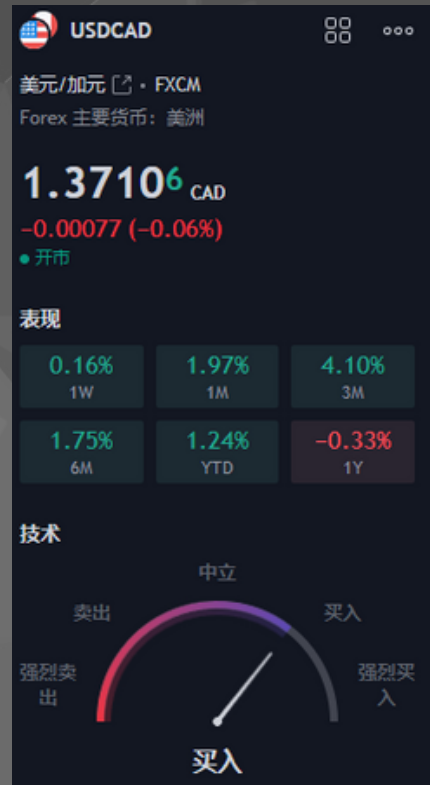 USDCAD
美元/加元 · FXCM
Forex 主要货币：美洲
1.37106 CAD
−0.00077 (−0.06%)
开市
表现
0.16% 1.97% 4.10%
1W 1M 3M
1.75% 1.24% −0.33%
6M YTD 1Y
技术
中立
卖出 买入
强烈卖出 强烈买入
买入